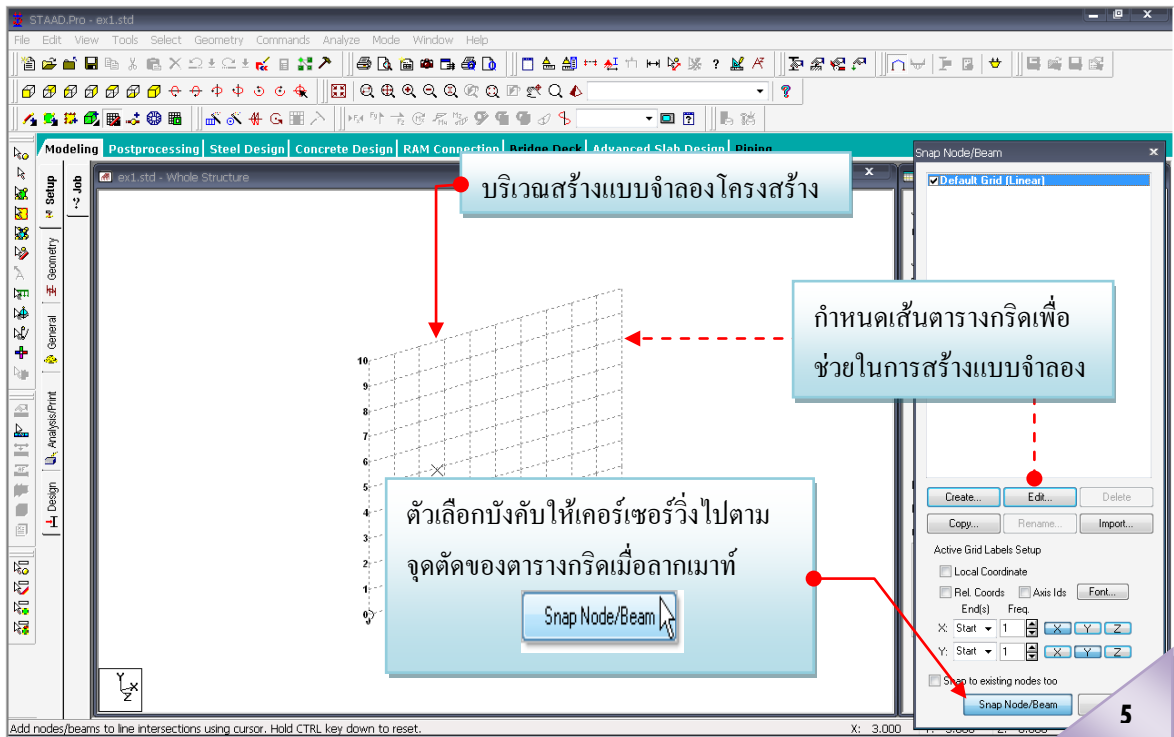 STAAD.Pro - ex1.std
File Edit View Tools Select Geometry Commands Analyze Mode Window Help
Modeling Postprocessing Steel Design Concrete Design RAM Connection Bridge Deck Advanced Slab Design Piping
Setup
Geometry
General
Analysis/Print
Design
Job
ex1.std - Whole Structure
บริเวณสร้างแบบจำลองโครงสร้าง
กำหนดเส้นตารางกริดเพื่อ
ช่วยในการสร้างแบบจำลอง
10
9
8
7
6
5
4
3
2
1
0
ตัวเลือกบังคับให้เคอร์เซอร์วิ่งไปตาม
จุดตัดของตารางกริดเมื่อลากเมาท์
Snap Node/Beam
Y
X
Z
Snap Node/Beam
Default Grid (Linear)
Create... Edit... Delete
Copy... Rename... Import...
Active Grid Labels Setup
Local Coordinate
Rel. Coords Axis Ids Font...
End(s) Freq.
X: Start 1 X Y Z
Y: Start 1 X Y Z
Snap to existing nodes too
Snap Node/Beam
5
Add nodes/beams to line intersections using cursor. Hold CTRL key down to reset. X: 3.000